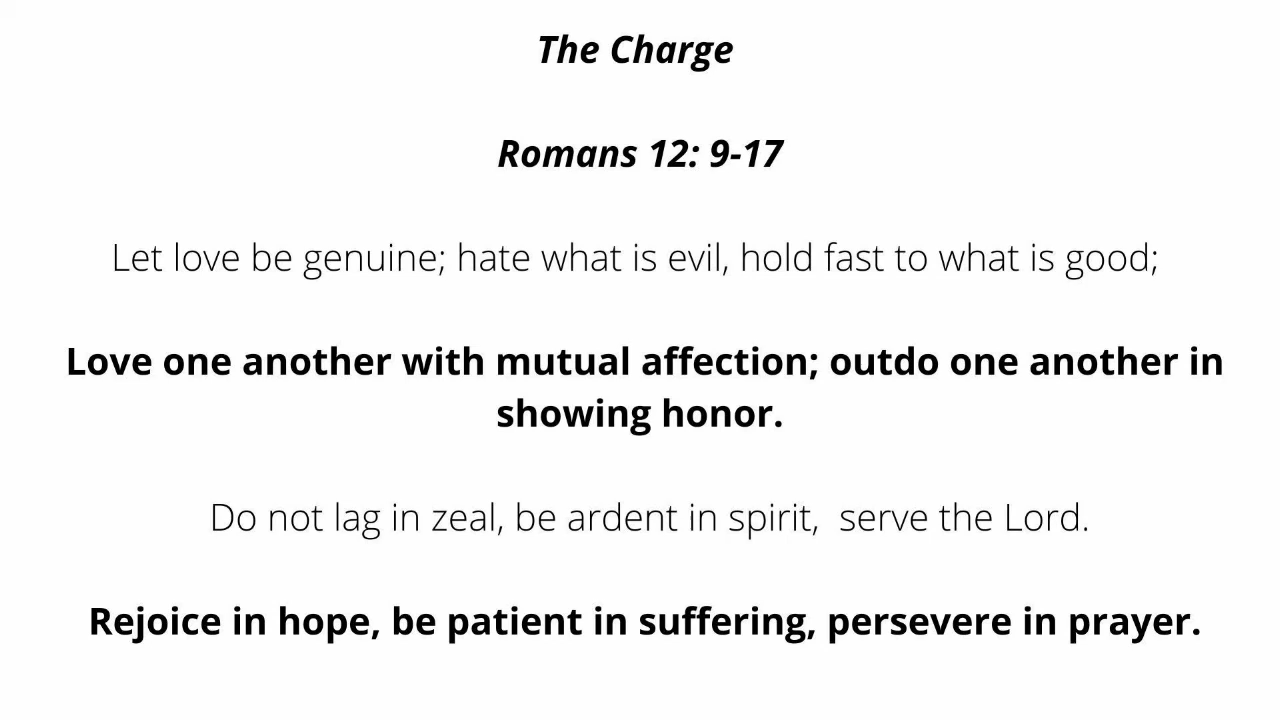 The Charge
Romans 12: 9-17
Let love be genuine; hate what is evil, hold fast to what is good;
Love one another with mutual affection; outdo one another in
showing honor.
Do not lag in zeal, be ardent in spirit,  serve the Lord.
Rejoice in hope, be patient in suffering, persevere in prayer.